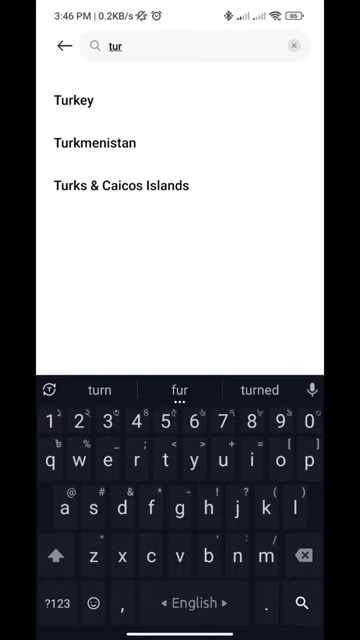 3:46 PM | 0.2KB/s
86
tur
Turkey
Turkmenistan
Turks & Caicos Islands
turn fur turned
1 2 3 4 5 6 7 8 9 0
q w e r t y u i o p
@ # & * - ! ? ( )
a s d f g h j k l
z x c v b n m
?123 , English .